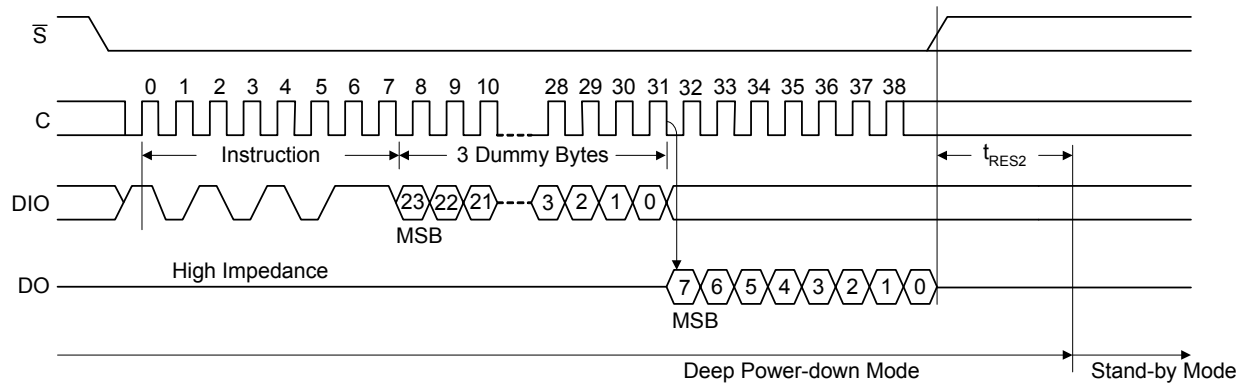 S
0 1 2 3 4 5 6 7 8 9 10 28 29 30 31 32 33 34 35 36 37 38
C
Instruction 3 Dummy Bytes tRES2
DIO 23 22 21 3 2 1 0
MSB
High Impedance
DO 7 6 5 4 3 2 1 0
MSB
Deep Power-down Mode Stand-by Mode